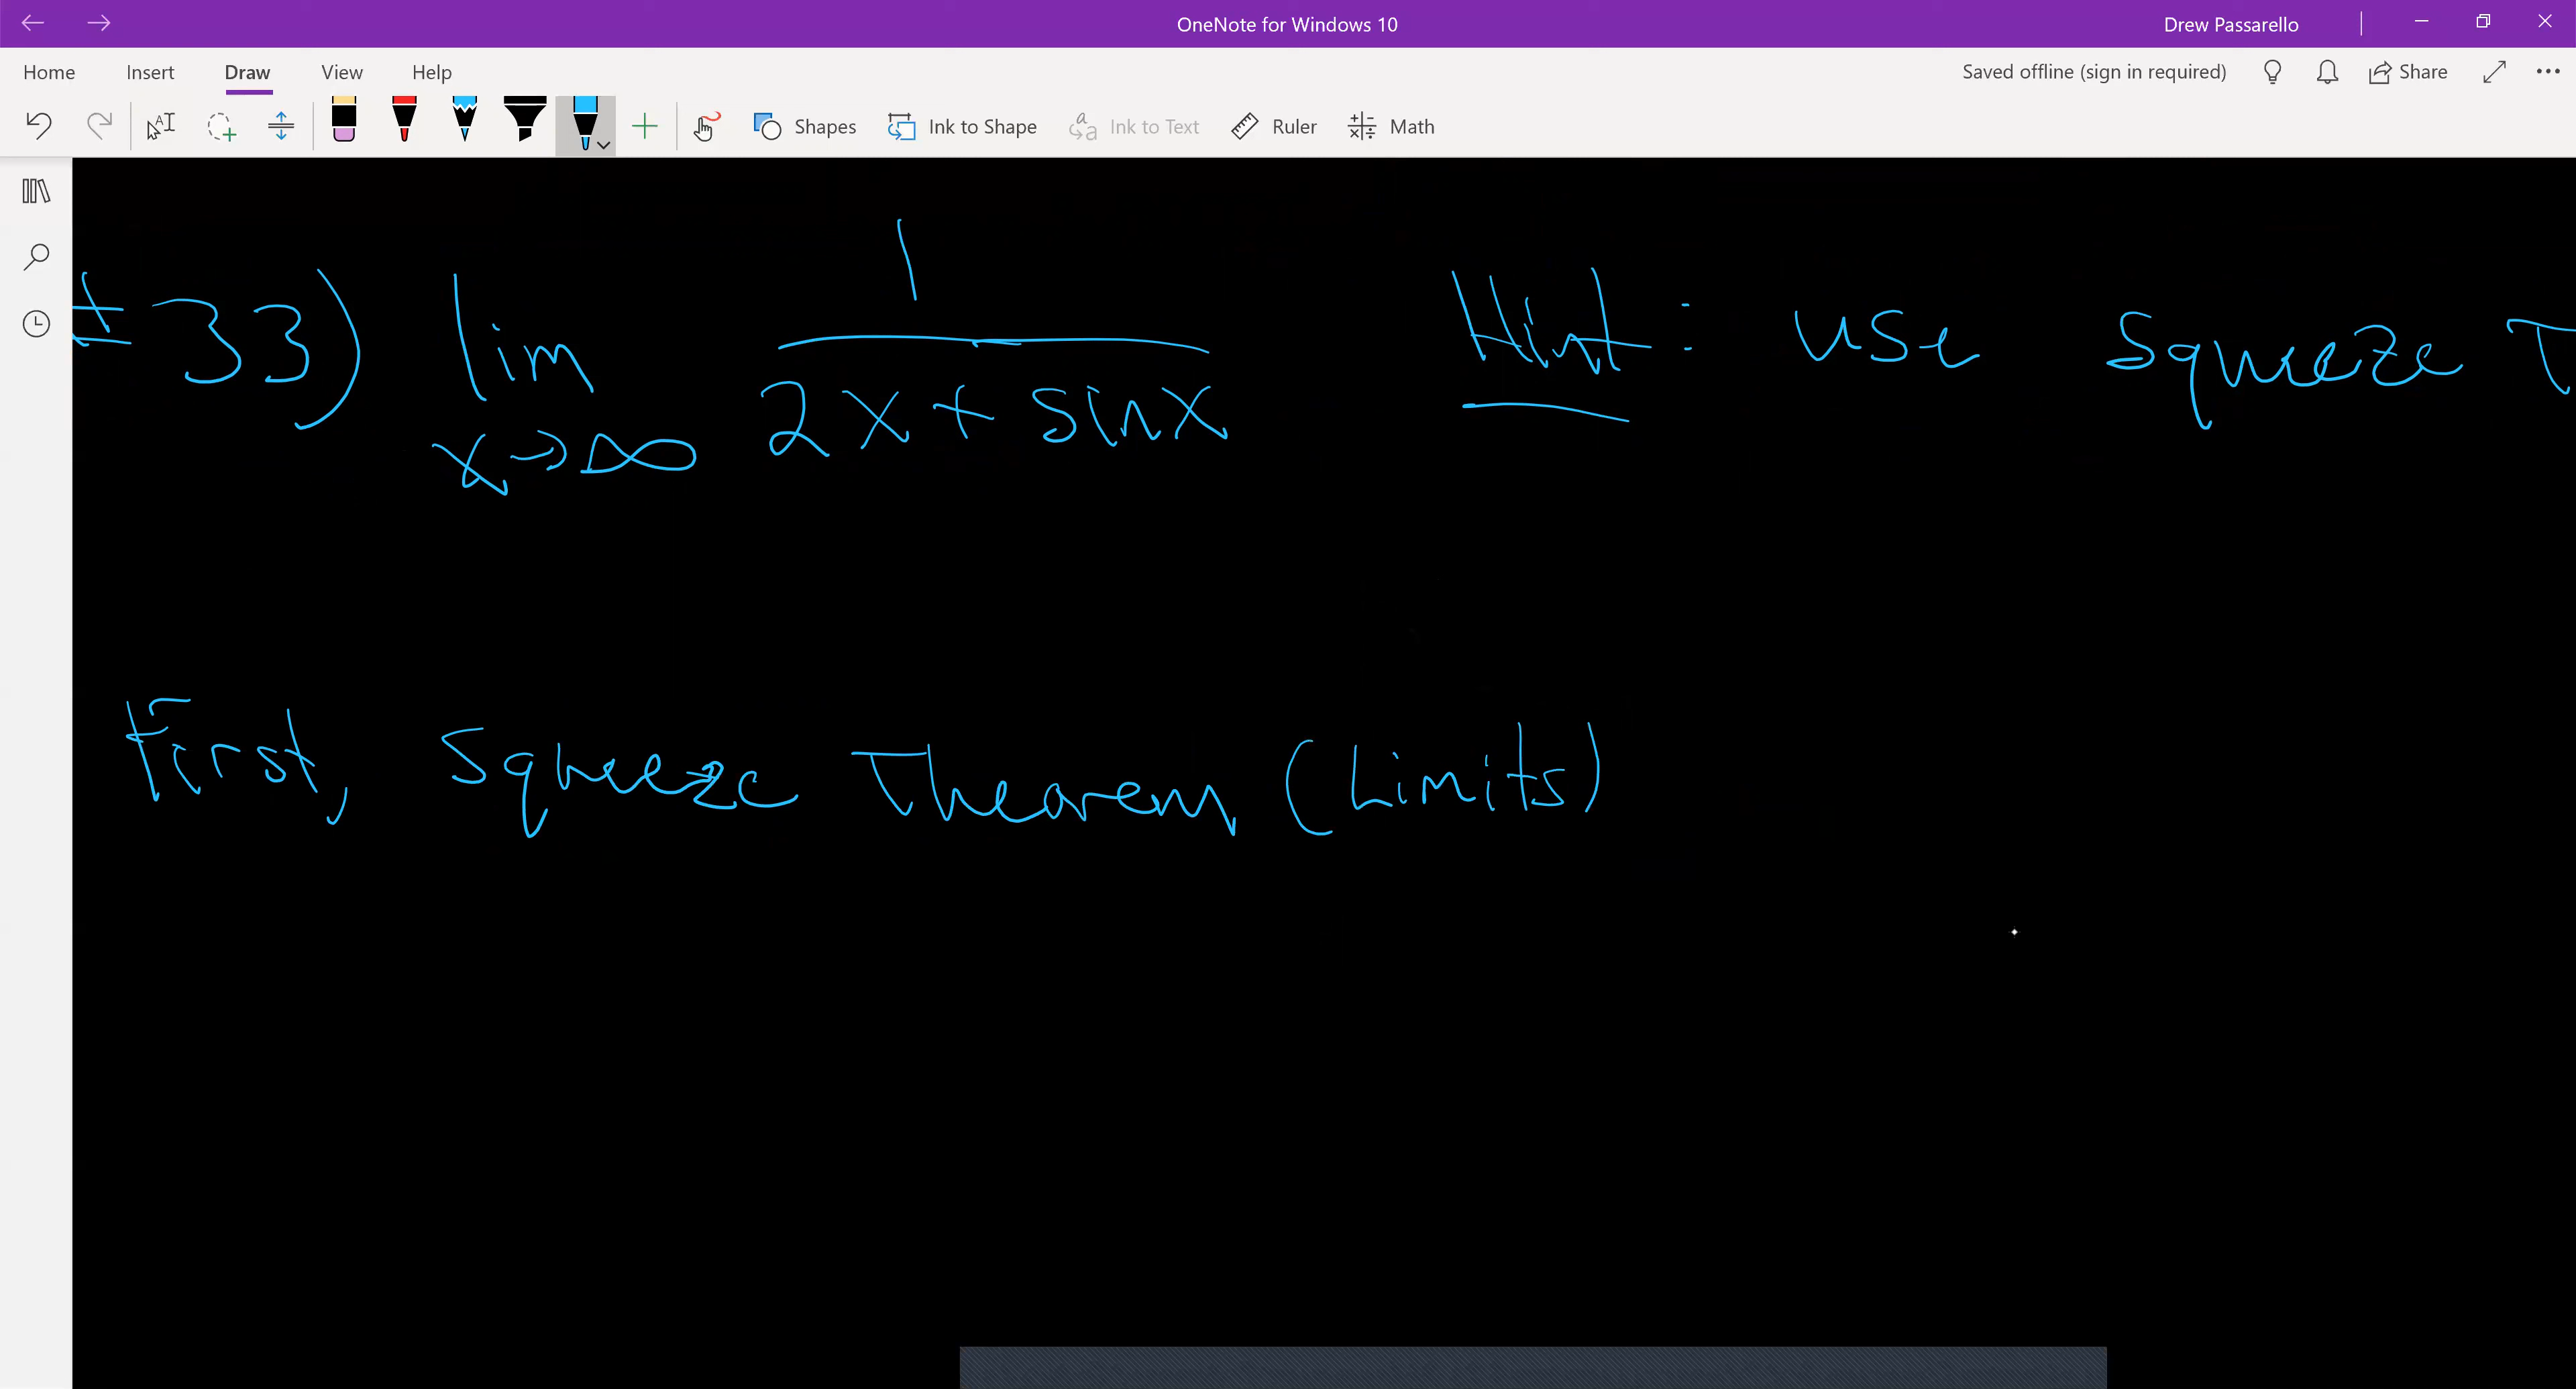 OneNote for Windows 10 Drew Passarello
Home Insert Draw View Help Saved offline (sign in required) Share
Shapes Ink to Shape Ink to Text Ruler Math
# 33) lim x→∞ 1 / (2x + sinx) Hint: use Squeeze T
First, Squeeze Theorem (Limits)